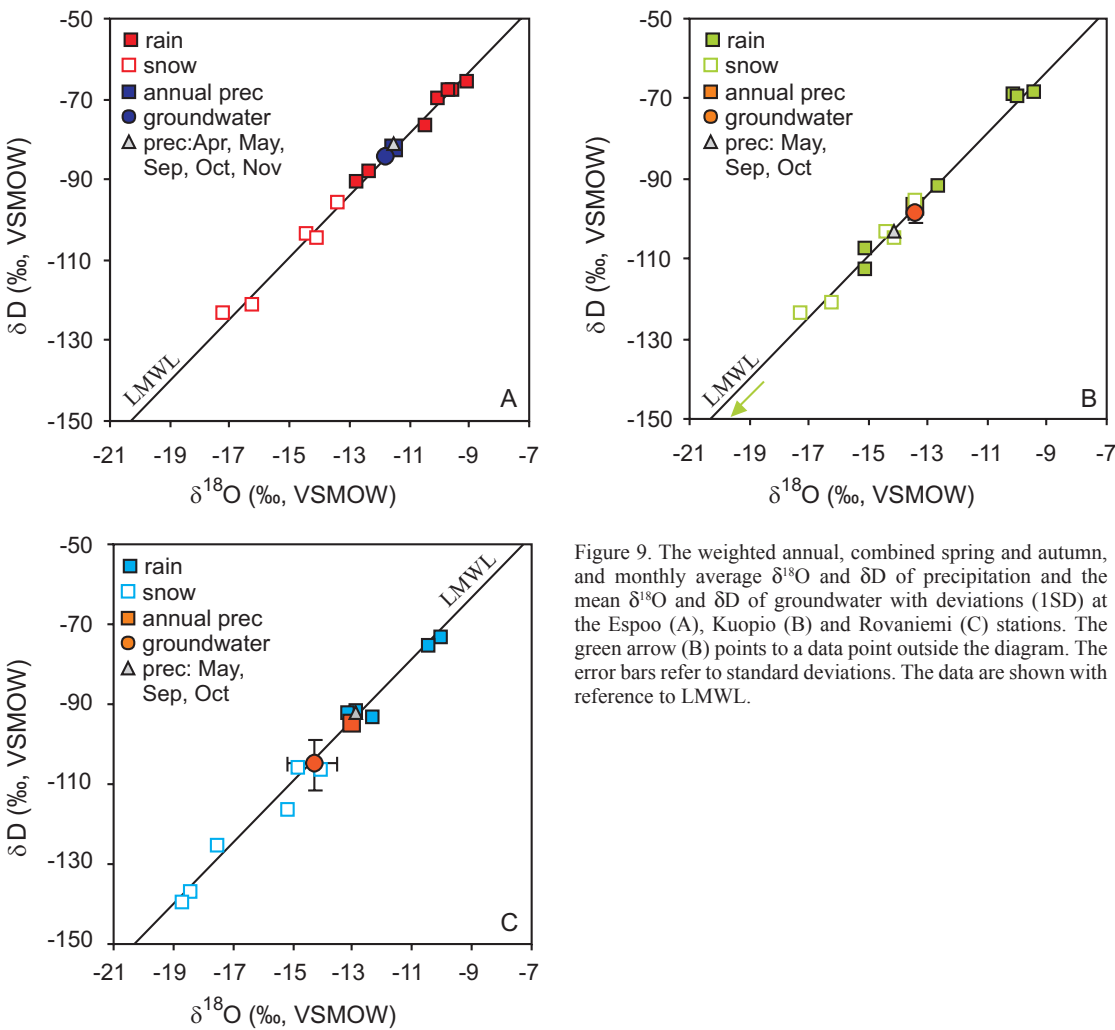 -50
-70
-90
-110
-130
-150
δD (‰, VSMOW)
rain
snow
annual prec
groundwater
prec:Apr, May,
Sep, Oct, Nov
LMWL
A
-21 -19 -17 -15 -13 -11 -9 -7
δ¹⁸O (‰, VSMOW)
-50
-70
-90
-110
-130
-150
δD (‰, VSMOW)
rain
snow
annual prec
groundwater
prec: May,
Sep, Oct
LMWL
B
-21 -19 -17 -15 -13 -11 -9 -7
δ¹⁸O (‰, VSMOW)
-50
-70
-90
-110
-130
-150
δD (‰, VSMOW)
rain
snow
annual prec
groundwater
prec: May,
Sep, Oct
LMWL
C
-21 -19 -17 -15 -13 -11 -9 -7
δ¹⁸O (‰, VSMOW)
Figure 9. The weighted annual, combined spring and autumn,
and monthly average δ¹⁸O and δD of precipitation and the
mean δ¹⁸O and δD of groundwater with deviations (1SD) at
the Espoo (A), Kuopio (B) and Rovaniemi (C) stations. The
green arrow (B) points to a data point outside the diagram. The
error bars refer to standard deviations. The data are shown with
reference to LMWL.